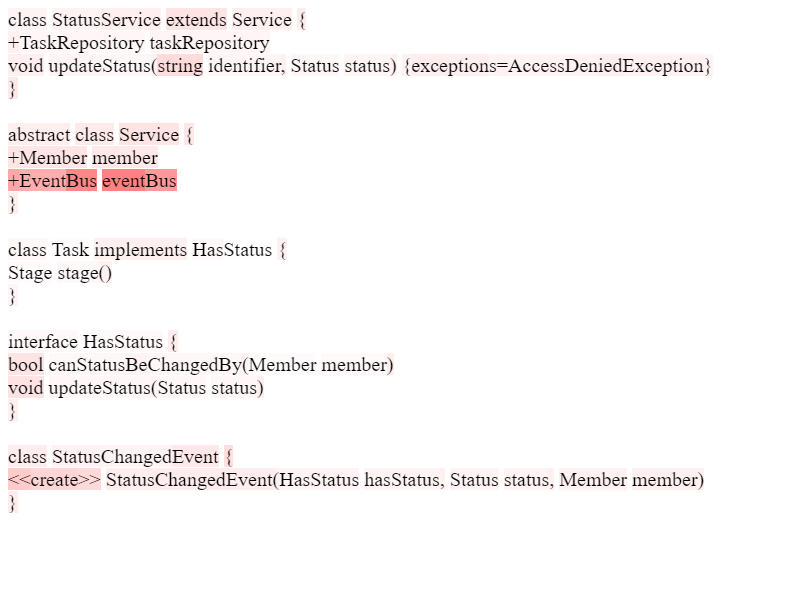 class StatusService extends Service {
+TaskRepository taskRepository
void updateStatus(string identifier, Status status) {exceptions=AccessDeniedException}
}
abstract class Service {
+Member member
+EventBus eventBus
}
class Task implements HasStatus {
Stage stage()
}
interface HasStatus {
bool canStatusBeChangedBy(Member member)
void updateStatus(Status status)
}
class StatusChangedEvent {
<<create>> StatusChangedEvent(HasStatus hasStatus, Status status, Member member)
}